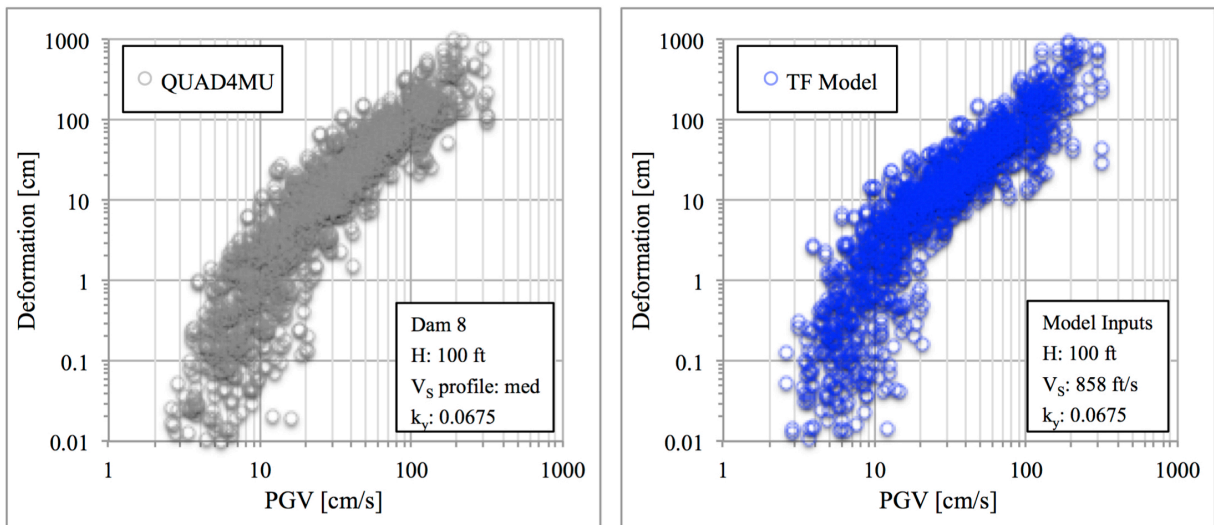 1000
100
10
1
0.1
0.01
Deformation [cm]
QUAD4MU
Dam 8
H: 100 ft
V_S profile: med
k_y: 0.0675
1 10 100 1000
PGV [cm/s]
1000
100
10
1
0.1
0.01
Deformation [cm]
TF Model
Model Inputs
H: 100 ft
V_S: 858 ft/s
k_y: 0.0675
1 10 100 1000
PGV [cm/s]